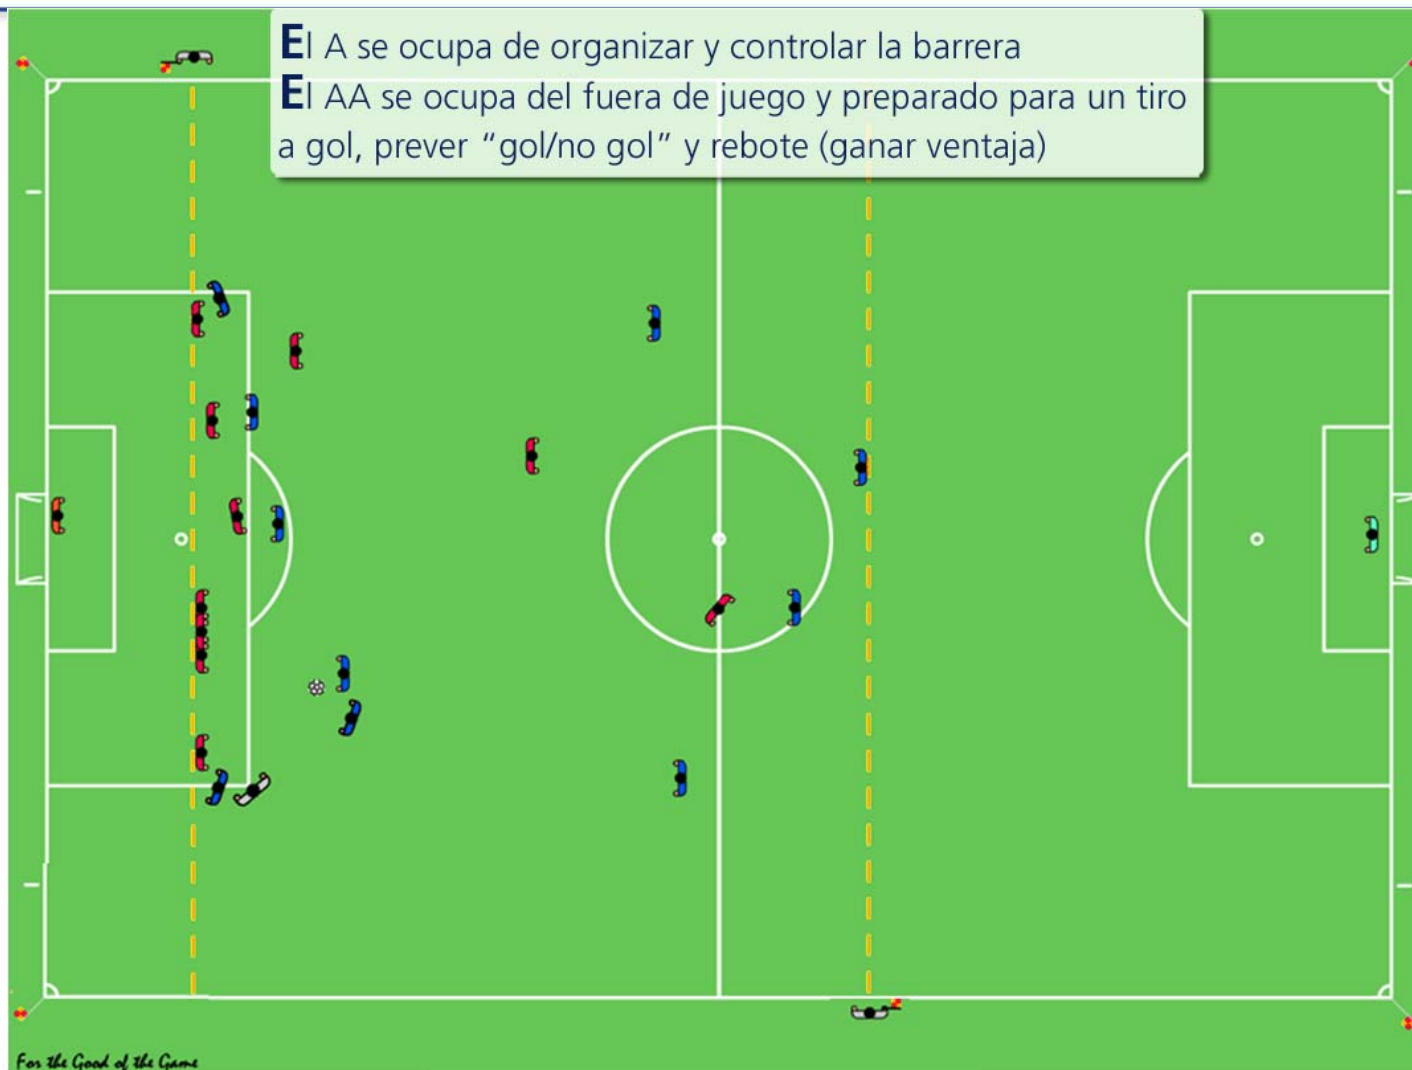 El A se ocupa de organizar y controlar la barrera
El AA se ocupa del fuera de juego y preparado para un tiro
a gol, prever “gol/no gol” y rebote (ganar ventaja)
For the Good of the Game